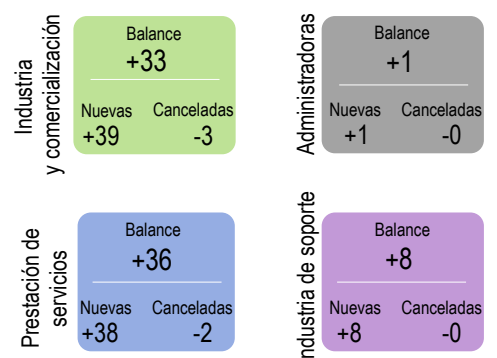 Industria
y comercialización
Balance
+33
Nuevas Canceladas
+39 -3
Administradoras
Balance
+1
Nuevas Canceladas
+1 -0
Prestación de
servicios
Balance
+36
Nuevas Canceladas
+38 -2
ndustria de soporte
Balance
+8
Nuevas Canceladas
+8 -0